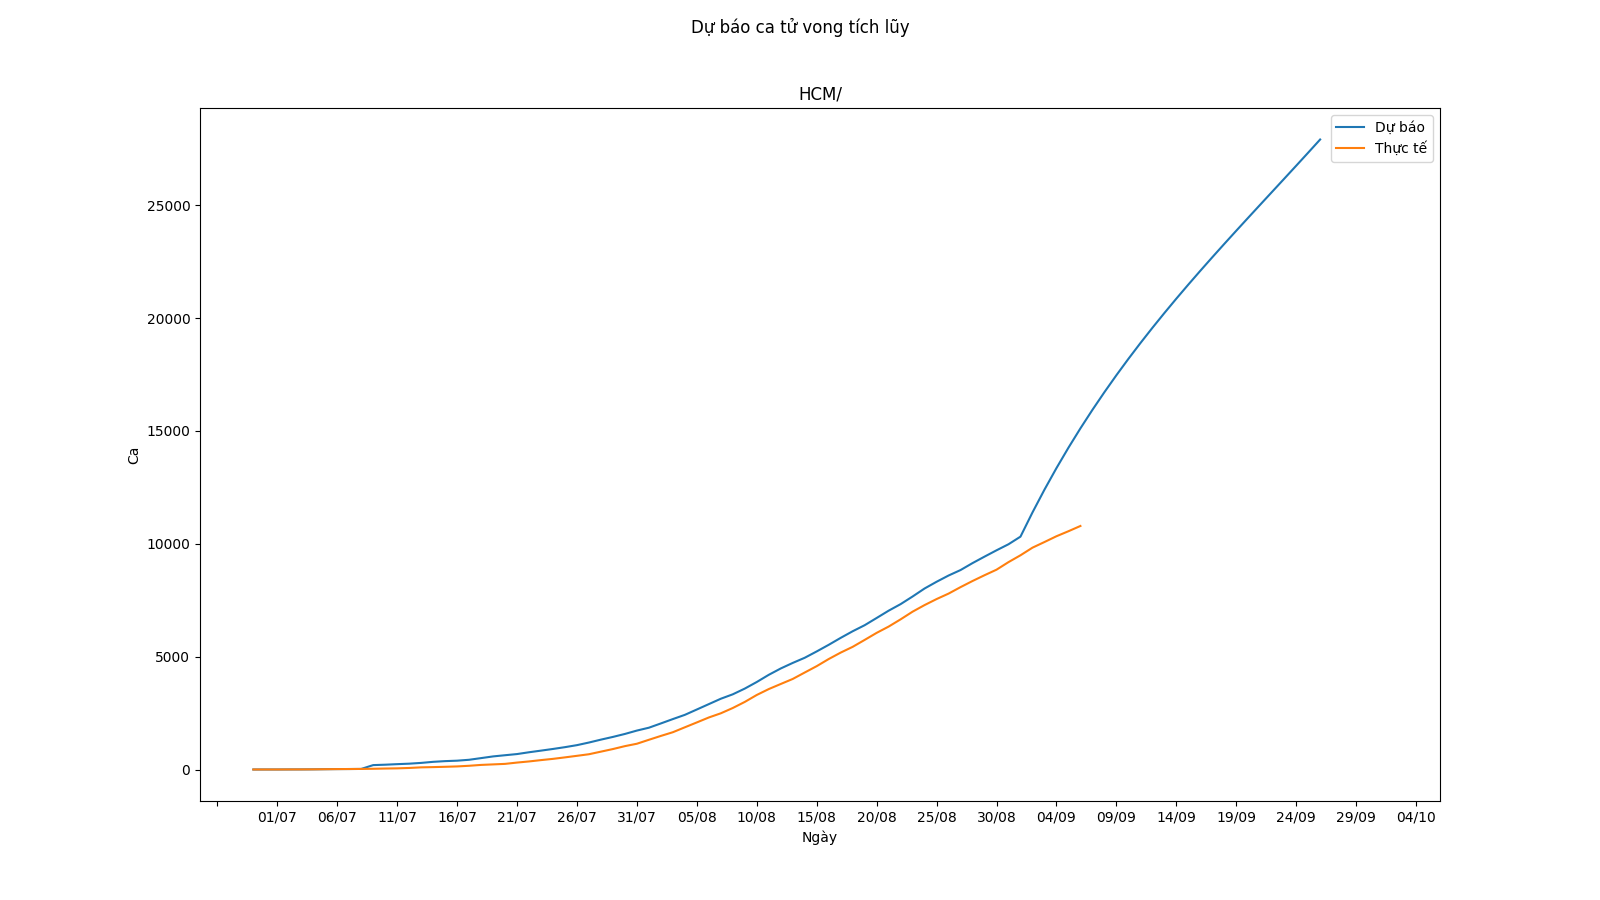 Dự báo ca tử vong tích lũy
HCM/
Dự báo
Thực tế
25000
20000
15000
10000
5000
0
Ca
01/07 06/07 11/07 16/07 21/07 26/07 31/07 05/08 10/08 15/08 20/08 25/08 30/08 04/09 09/09 14/09 19/09 24/09 29/09 04/10
Ngày